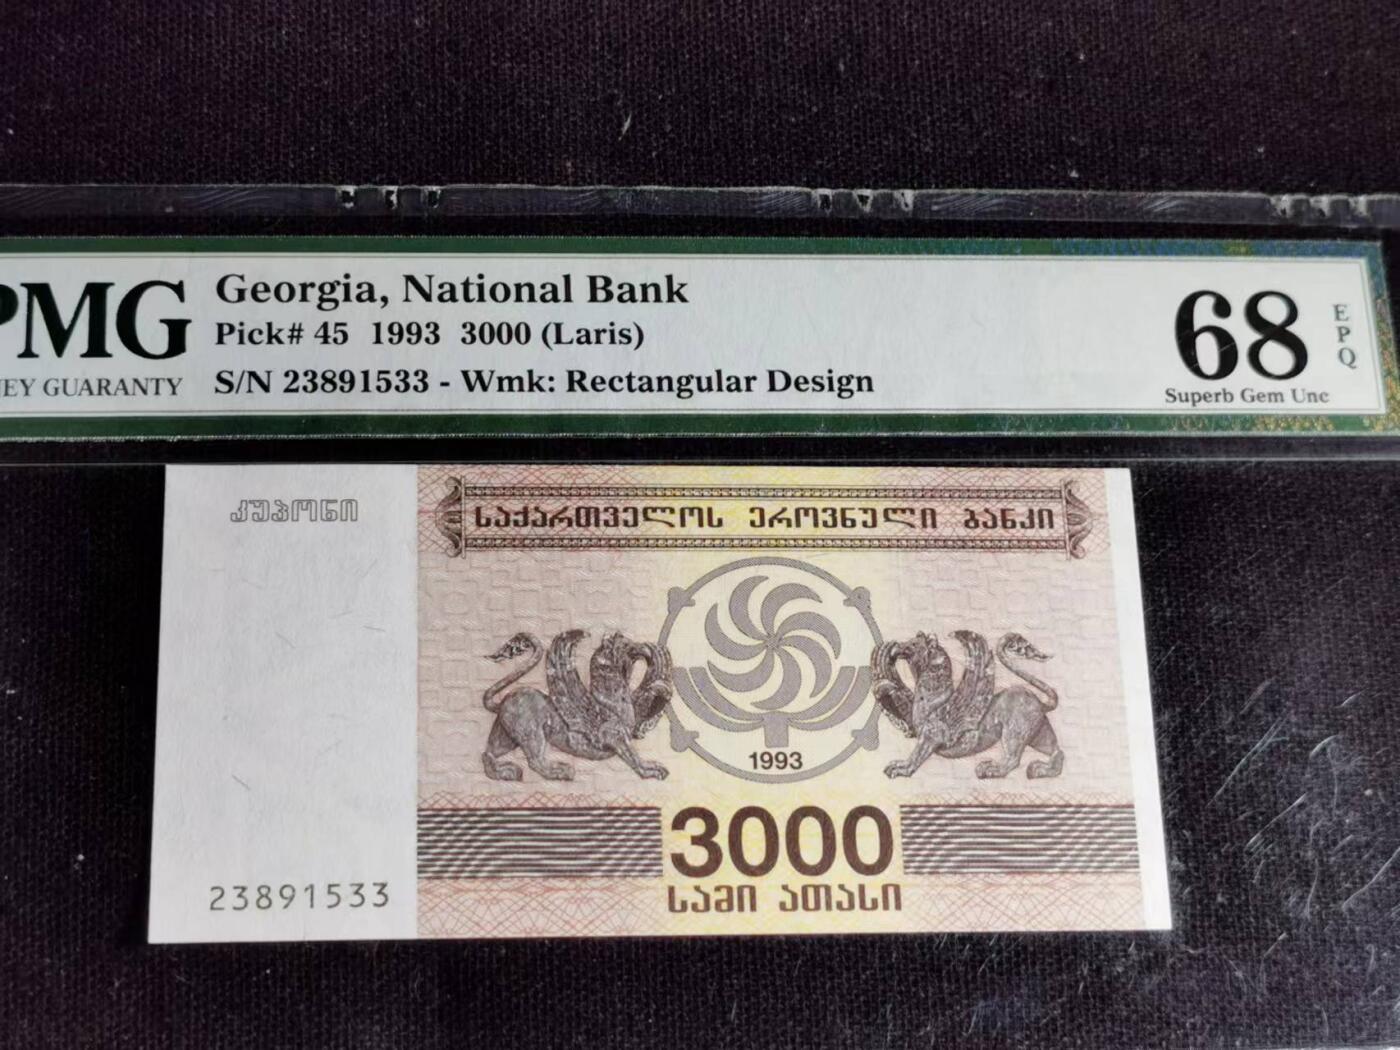 PMG
EY GUARANTY
Georgia, National Bank
Pick# 45 1993 3000 (Laris)
S/N 23891533 - Wmk: Rectangular Design
68
EPQ
Superb Gem Unc
კუპონი
საქართველოს ეროვნული ბანკი
1993
3000
სამი ათასი
23891533